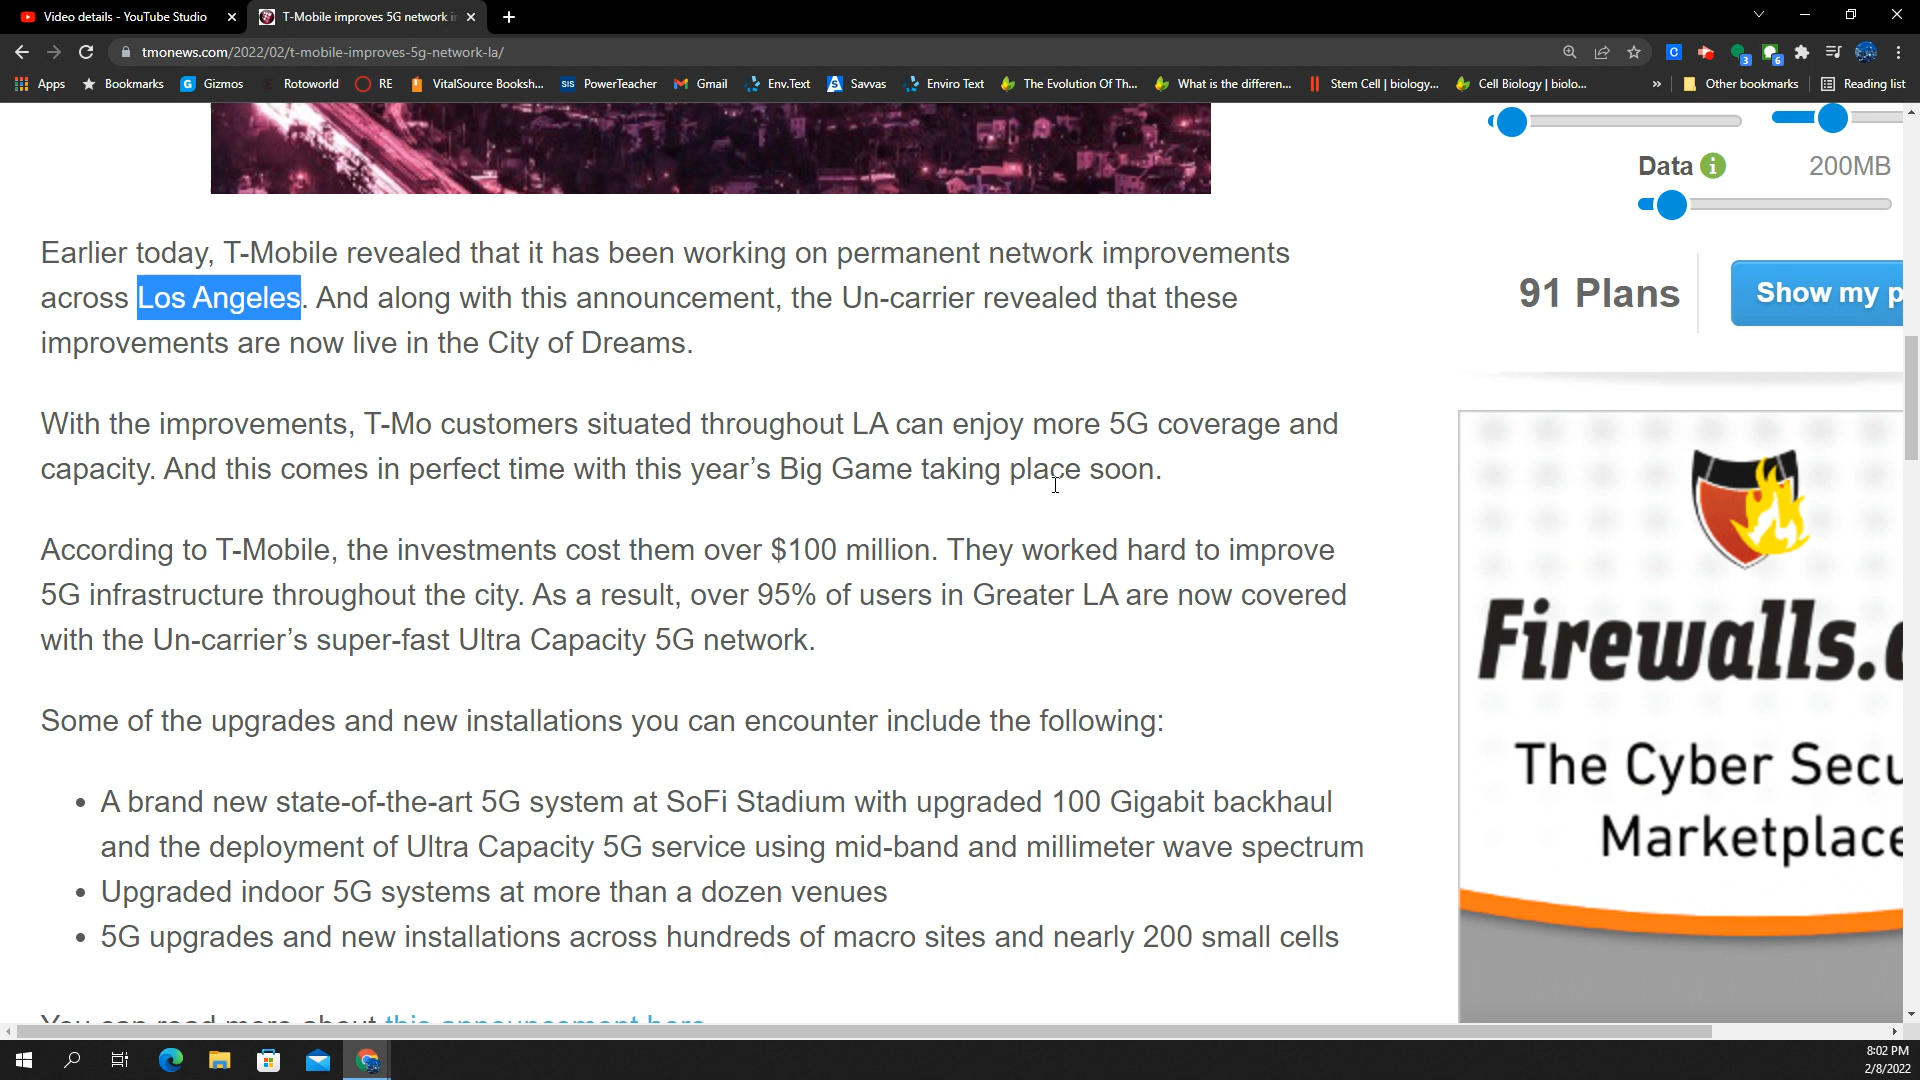 Video details - YouTube Studio
T-Mobile improves 5G network in
tmonews.com/2022/02/t-mobile-improves-5g-network-la/
3
6
Apps
Bookmarks
Gizmos
Rotoworld
RE
VitalSource Booksh...
SIS PowerTeacher
Gmail
Env.Text
Savvas
Enviro Text
The Evolution Of Th...
What is the differen...
Stem Cell | biology...
Cell Biology | biolo...
»
Other bookmarks
Reading list
Data
200MB
Earlier today, T-Mobile revealed that it has been working on permanent network improvements
across Los Angeles. And along with this announcement, the Un-carrier revealed that these
improvements are now live in the City of Dreams.
91 Plans
Show my p
With the improvements, T-Mo customers situated throughout LA can enjoy more 5G coverage and
capacity. And this comes in perfect time with this year’s Big Game taking place soon.
According to T-Mobile, the investments cost them over $100 million. They worked hard to improve
5G infrastructure throughout the city. As a result, over 95% of users in Greater LA are now covered
with the Un-carrier’s super-fast Ultra Capacity 5G network.
Some of the upgrades and new installations you can encounter include the following:
• A brand new state-of-the-art 5G system at SoFi Stadium with upgraded 100 Gigabit backhaul
and the deployment of Ultra Capacity 5G service using mid-band and millimeter wave spectrum
• Upgraded indoor 5G systems at more than a dozen venues
• 5G upgrades and new installations across hundreds of macro sites and nearly 200 small cells
You can read more about this announcement here
Firewalls.c
The Cyber Secu
Marketplace
8:02 PM
2/8/2022